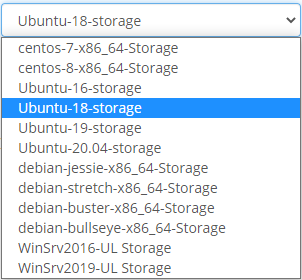 Ubuntu-18-storage
centos-7-x86_64-Storage
centos-8-x86_64-Storage
Ubuntu-16-storage
Ubuntu-18-storage
Ubuntu-19-storage
Ubuntu-20.04-storage
debian-jessie-x86_64-Storage
debian-stretch-x86_64-Storage
debian-buster-x86_64-Storage
debian-bullseye-x86_64-Storage
WinSrv2016-UL Storage
WinSrv2019-UL Storage